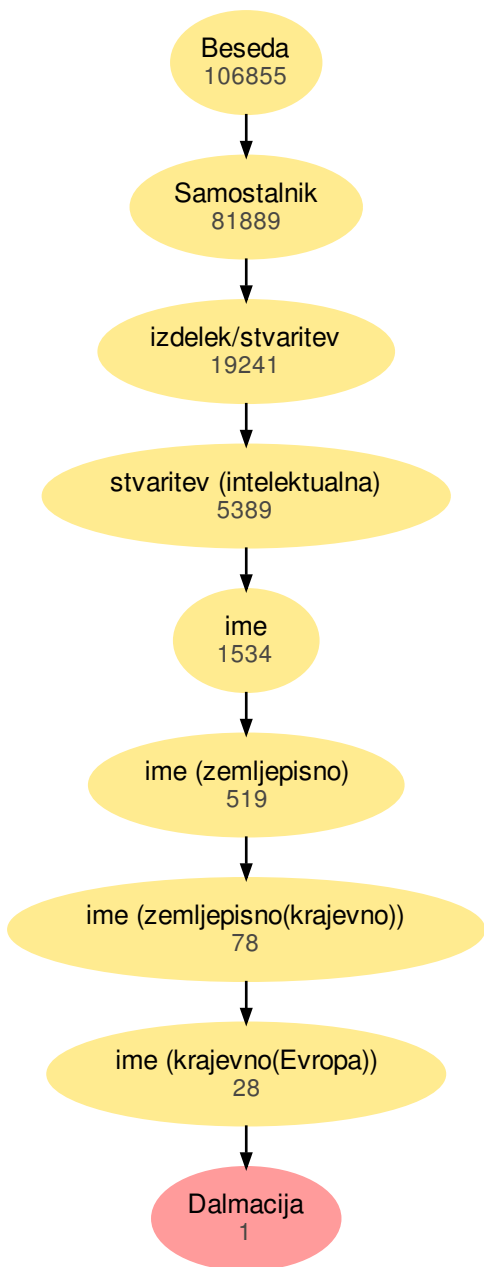 Beseda
106855
Samostalnik
81889
izdelek/stvaritev
19241
stvaritev (intelektualna)
5389
ime
1534
ime (zemljepisno)
519
ime (zemljepisno(krajevno))
78
ime (krajevno(Evropa))
28
Dalmacija
1